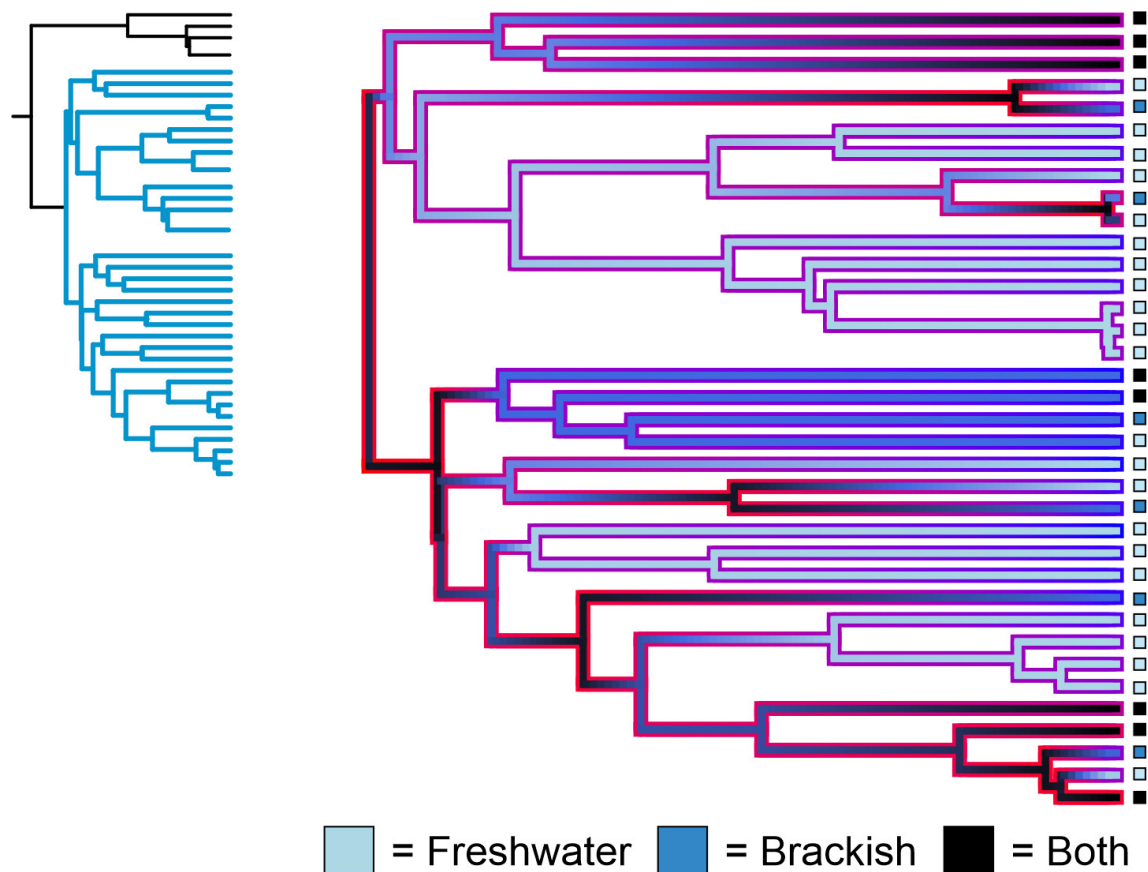 = Freshwater = Brackish = Both